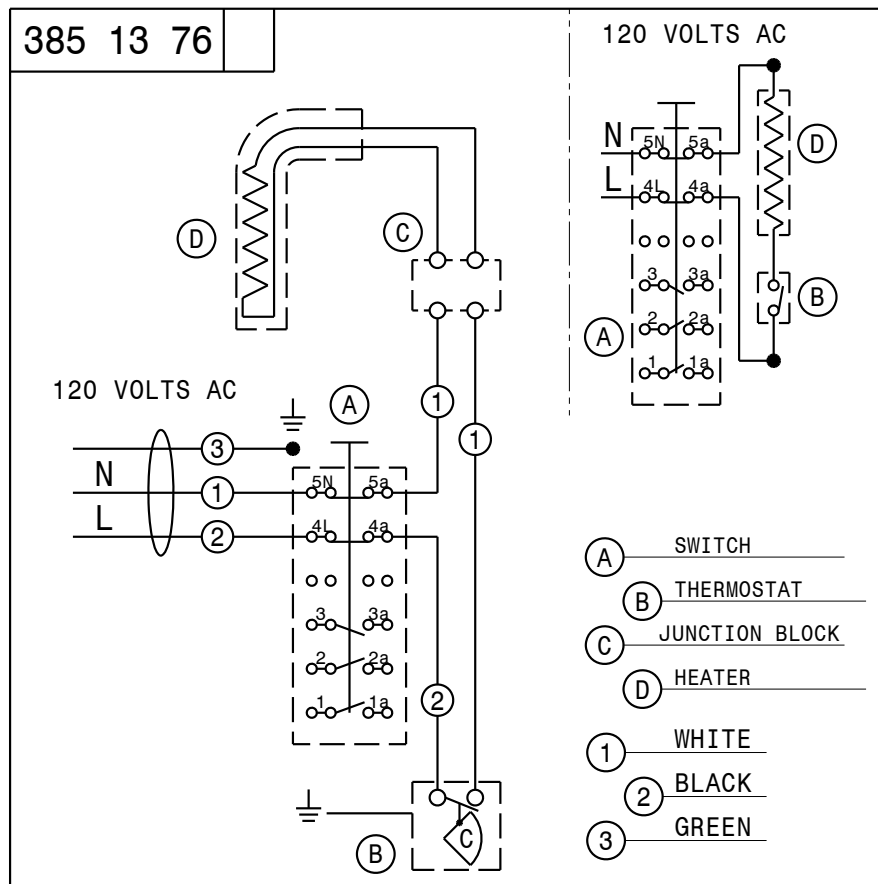 385 13 76
120 VOLTS AC
N
5N 5a
L
4L 4a
3 3a
2 2a
1 1a
D
B
A
D
C
120 VOLTS AC
A
1
1
3
N
1
5N 5a
L
2
4L 4a
3 3a
2 2a
1 1a
2
C
B
A SWITCH
B THERMOSTAT
C JUNCTION BLOCK
D HEATER
1 WHITE
2 BLACK
3 GREEN